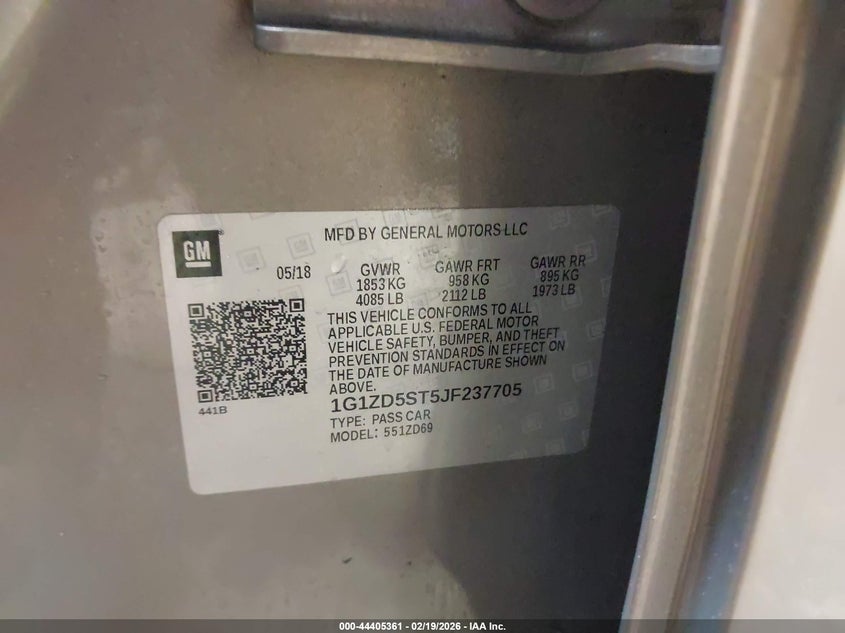 MFD BY GENERAL MOTORS LLC
GM
05/18
GVWR GAWR FRT GAWR RR
1853 KG 958 KG 895 KG
4085 LB 2112 LB 1973 LB
THIS VEHICLE CONFORMS TO ALL
APPLICABLE U.S. FEDERAL MOTOR
VEHICLE SAFETY, BUMPER, AND THEFT
PREVENTION STANDARDS IN EFFECT ON
THE DATE OF MANUFACTURE SHOWN
ABOVE.
441B
1G1ZD5ST5JF237705
TYPE: PASS CAR
MODEL: 551ZD69
000-44405361 - 02/19/2026 - IAA Inc.